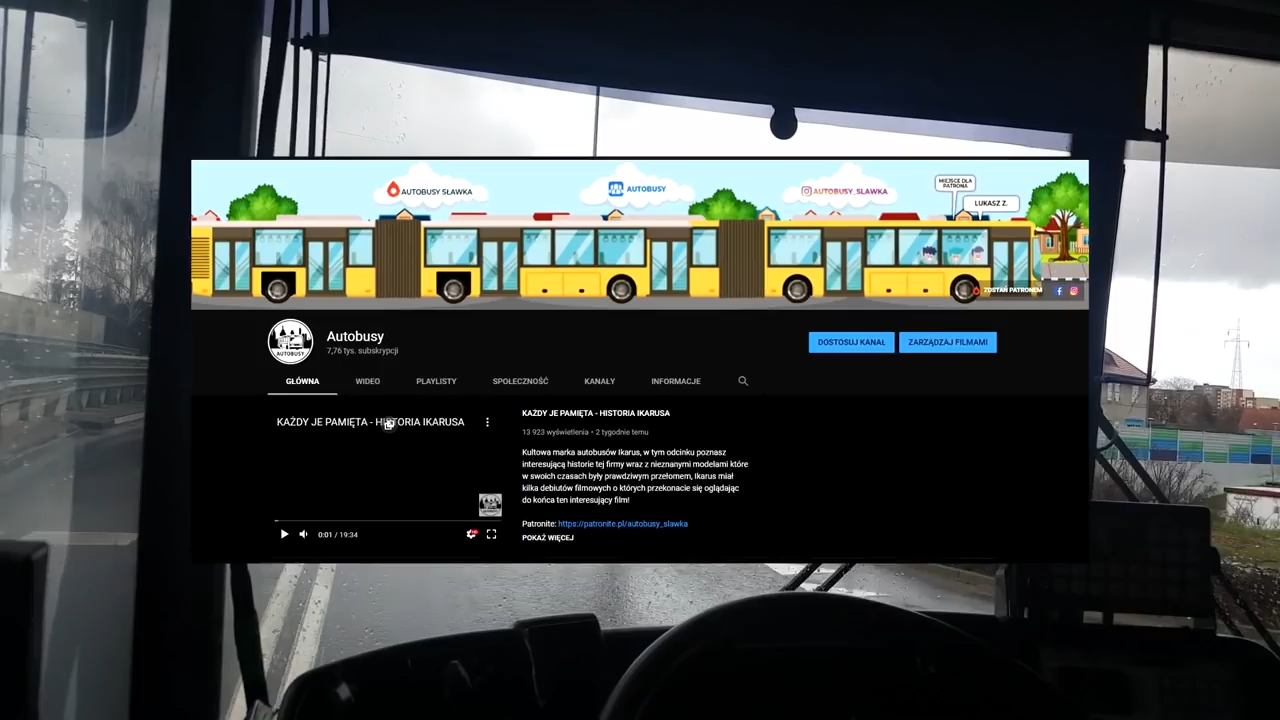 AUTOBUSY SŁAWKA
AUTOBUSY
AUTOBUSY_SLAWKA
MIEJSCE DLA
PATRONA
LUKASZ Z.
ZOSTAŃ PATRONEM
AUTOBUSY
Autobusy
7,76 tys. subskrypcji
DOSTOSUJ KANAŁ
ZARZĄDZAJ FILMAMI
GŁÓWNA
WIDEO
PLAYLISTY
SPOŁECZNOŚĆ
KANAŁY
INFORMACJE
KAŻDY JE PAMIĘTA - HISTORIA IKARUSA
KAŻDY JE PAMIĘTA - HISTORIA IKARUSA
13 923 wyświetlenia • 2 tygodnie temu
Kultowa marka autobusów Ikarus, w tym odcinku poznasz
interesującą historie tej firmy wraz z nieznanymi modelami które
w swoich czasach były prawdziwym przełomem, Ikarus miał
kilka debiutów filmowych o których przekonacie się oglądając
do końca ten interesujący film!
Patronite: https://patronite.pl/autobusy_slawka
POKAŻ WIĘCEJ
0:01 / 19:34